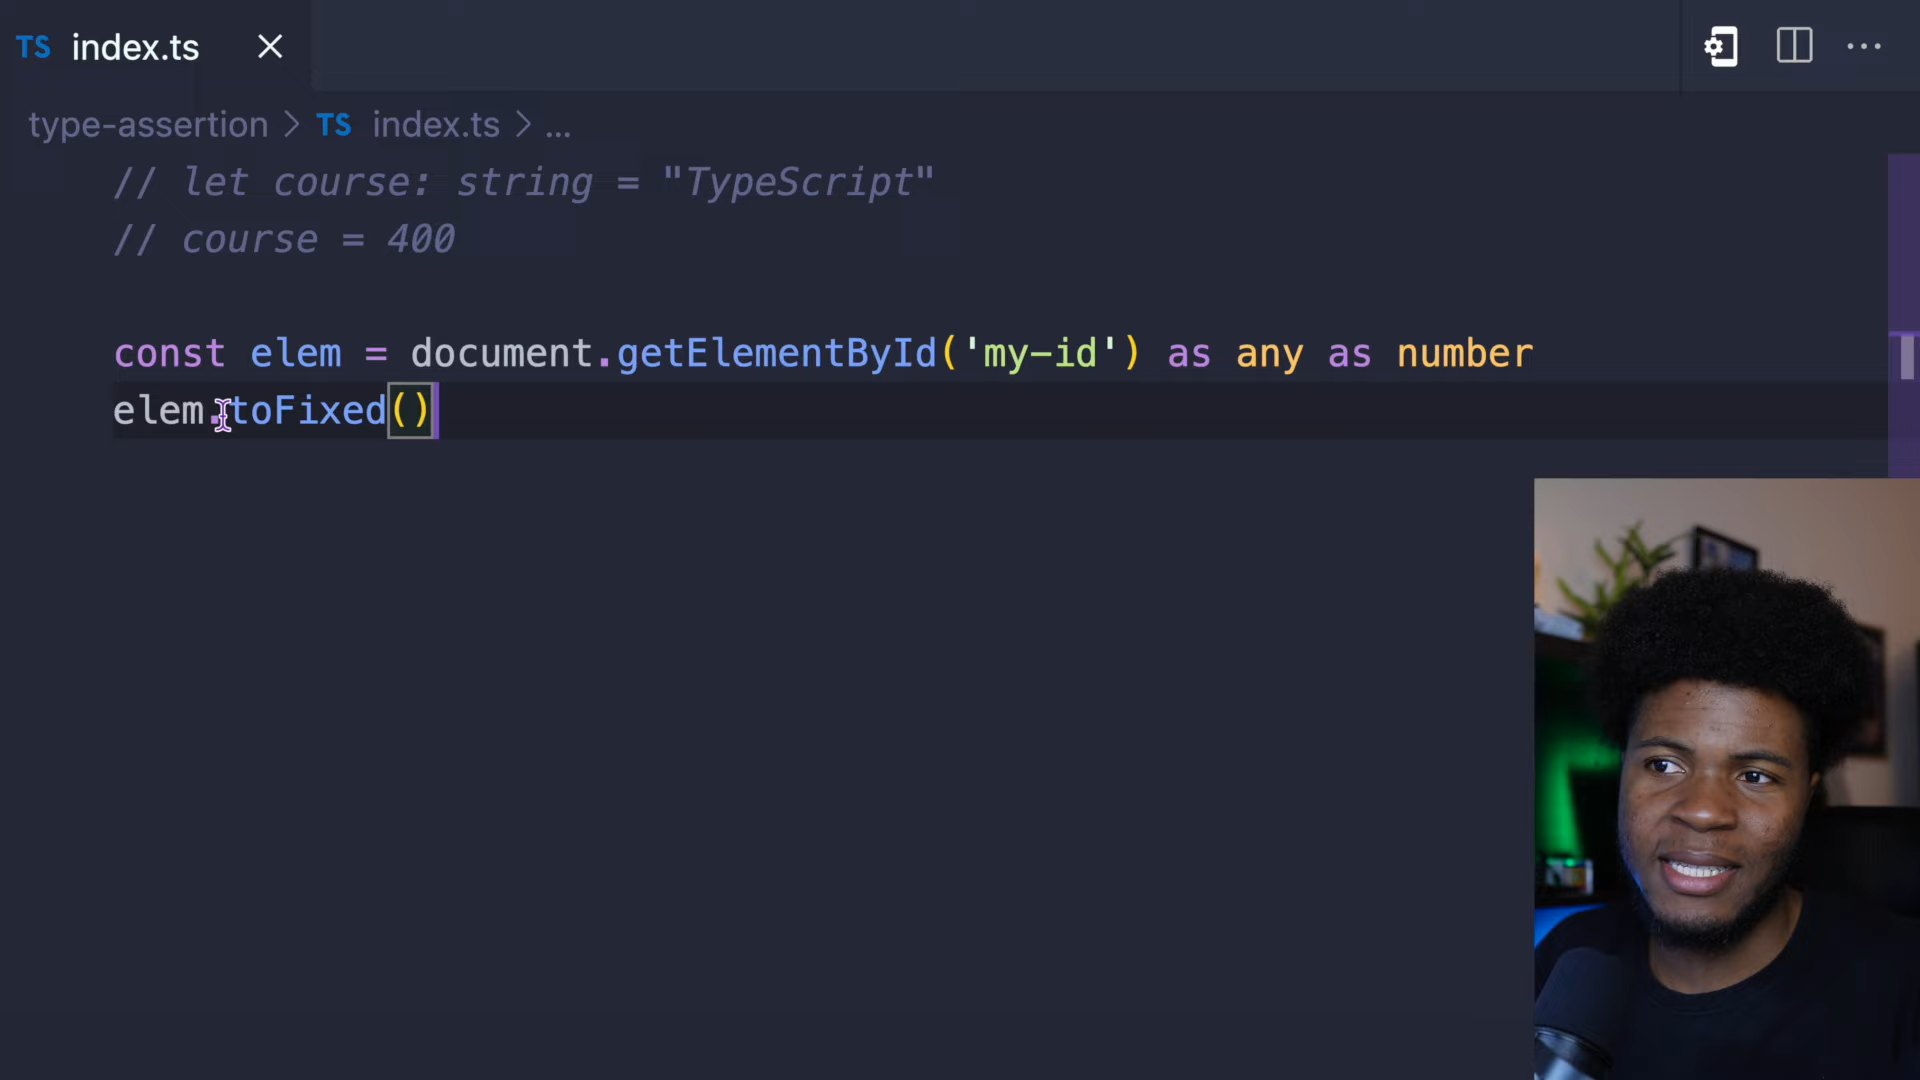 TS index.ts
type-assertion > TS index.ts > ...
// let course: string = "TypeScript"
// course = 400
const elem = document.getElementById('my-id') as any as number
elem.toFixed()